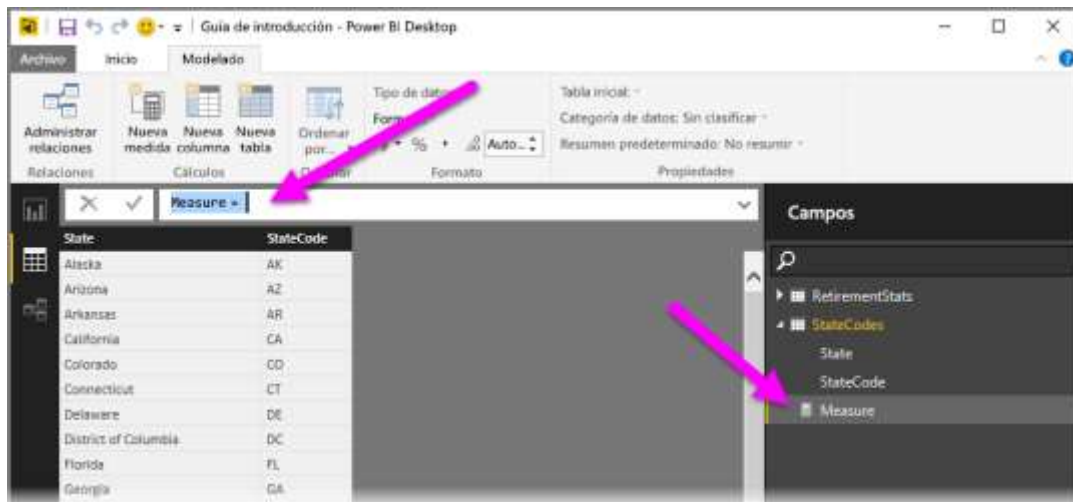 Guía de introducción - Power BI Desktop
Archivo Inicio Modelado
Administrar relaciones
Nueva medida
Nueva columna
Nueva tabla
Ordenar por...
Tipo de datos
% Auto...
Tabla inicial:
Categoría de datos: Sin clasificar
Resumen predeterminado: No resumir
Relaciones Cálculos Formato Propiedades
Measure =
State StateCode
Alaska AK
Arizona AZ
Arkansas AR
California CA
Colorado CO
Connecticut CT
Delaware DE
District of Columbia DC
Florida FL
Georgia GA
Campos
RetirementStats
StateCodes
State
StateCode
Measure